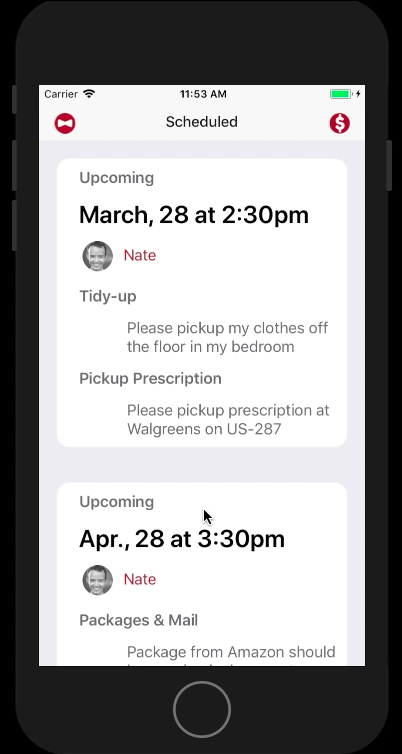 Carrier 11:53 AM
Scheduled
$
Upcoming
March, 28 at 2:30pm
Nate
Tidy-up
Please pickup my clothes off
the floor in my bedroom
Pickup Prescription
Please pickup prescription at
Walgreens on US-287
Upcoming
Apr., 28 at 3:30pm
Nate
Packages & Mail
Package from Amazon should